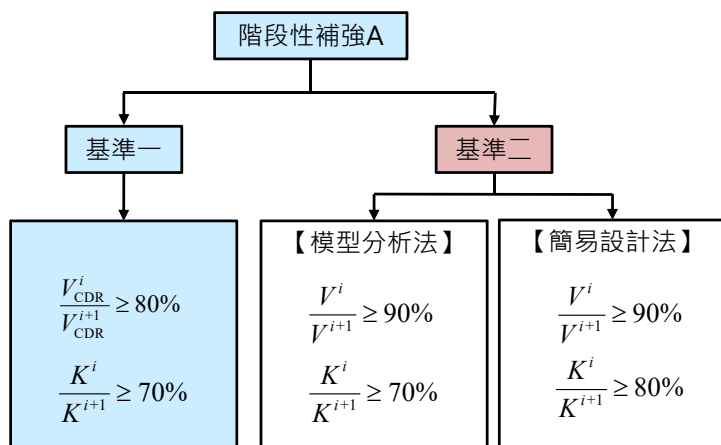 階段性補強A
基準一
基準二
V^i_CDR / V^{i+1}_CDR ≥ 80%
K^i / K^{i+1} ≥ 70%
【模型分析法】
V^i / V^{i+1} ≥ 90%
K^i / K^{i+1} ≥ 70%
【簡易設計法】
V^i / V^{i+1} ≥ 90%
K^i / K^{i+1} ≥ 80%